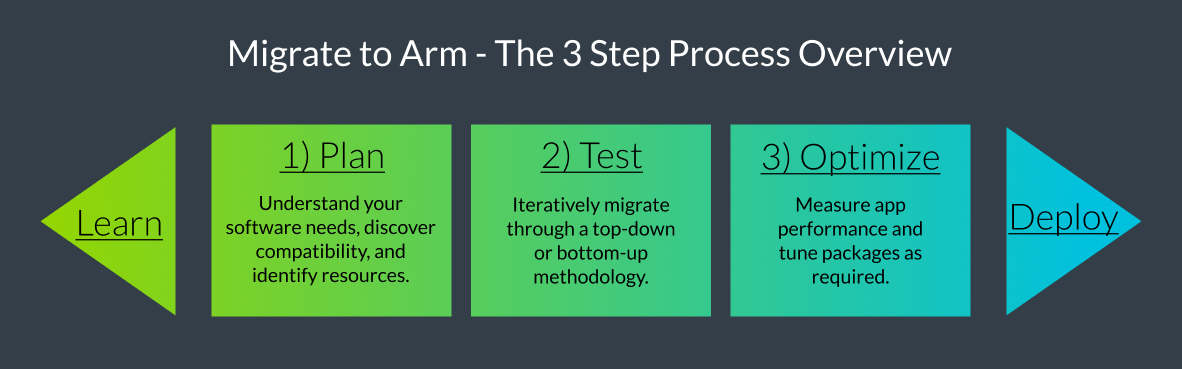 Migrate to Arm - The 3 Step Process Overview
Learn
1) Plan
Understand your
software needs, discover
compatibility, and
identify resources.
2) Test
Iteratively migrate
through a top-down
or bottom-up
methodology.
3) Optimize
Measure app
performance and
tune packages as
required.
Deploy